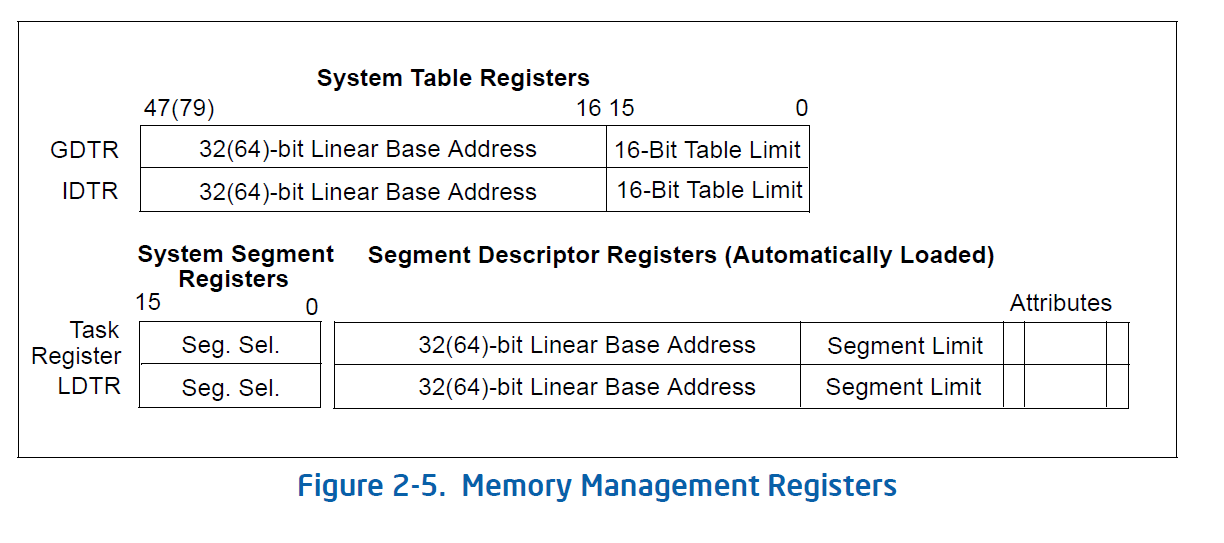 System Table Registers
47(79) 16 15 0
GDTR 32(64)-bit Linear Base Address 16-Bit Table Limit
IDTR 32(64)-bit Linear Base Address 16-Bit Table Limit
System Segment Registers
Segment Descriptor Registers (Automatically Loaded)
15 0
Attributes
Task Register Seg. Sel. 32(64)-bit Linear Base Address Segment Limit
LDTR Seg. Sel. 32(64)-bit Linear Base Address Segment Limit
Figure 2-5. Memory Management Registers